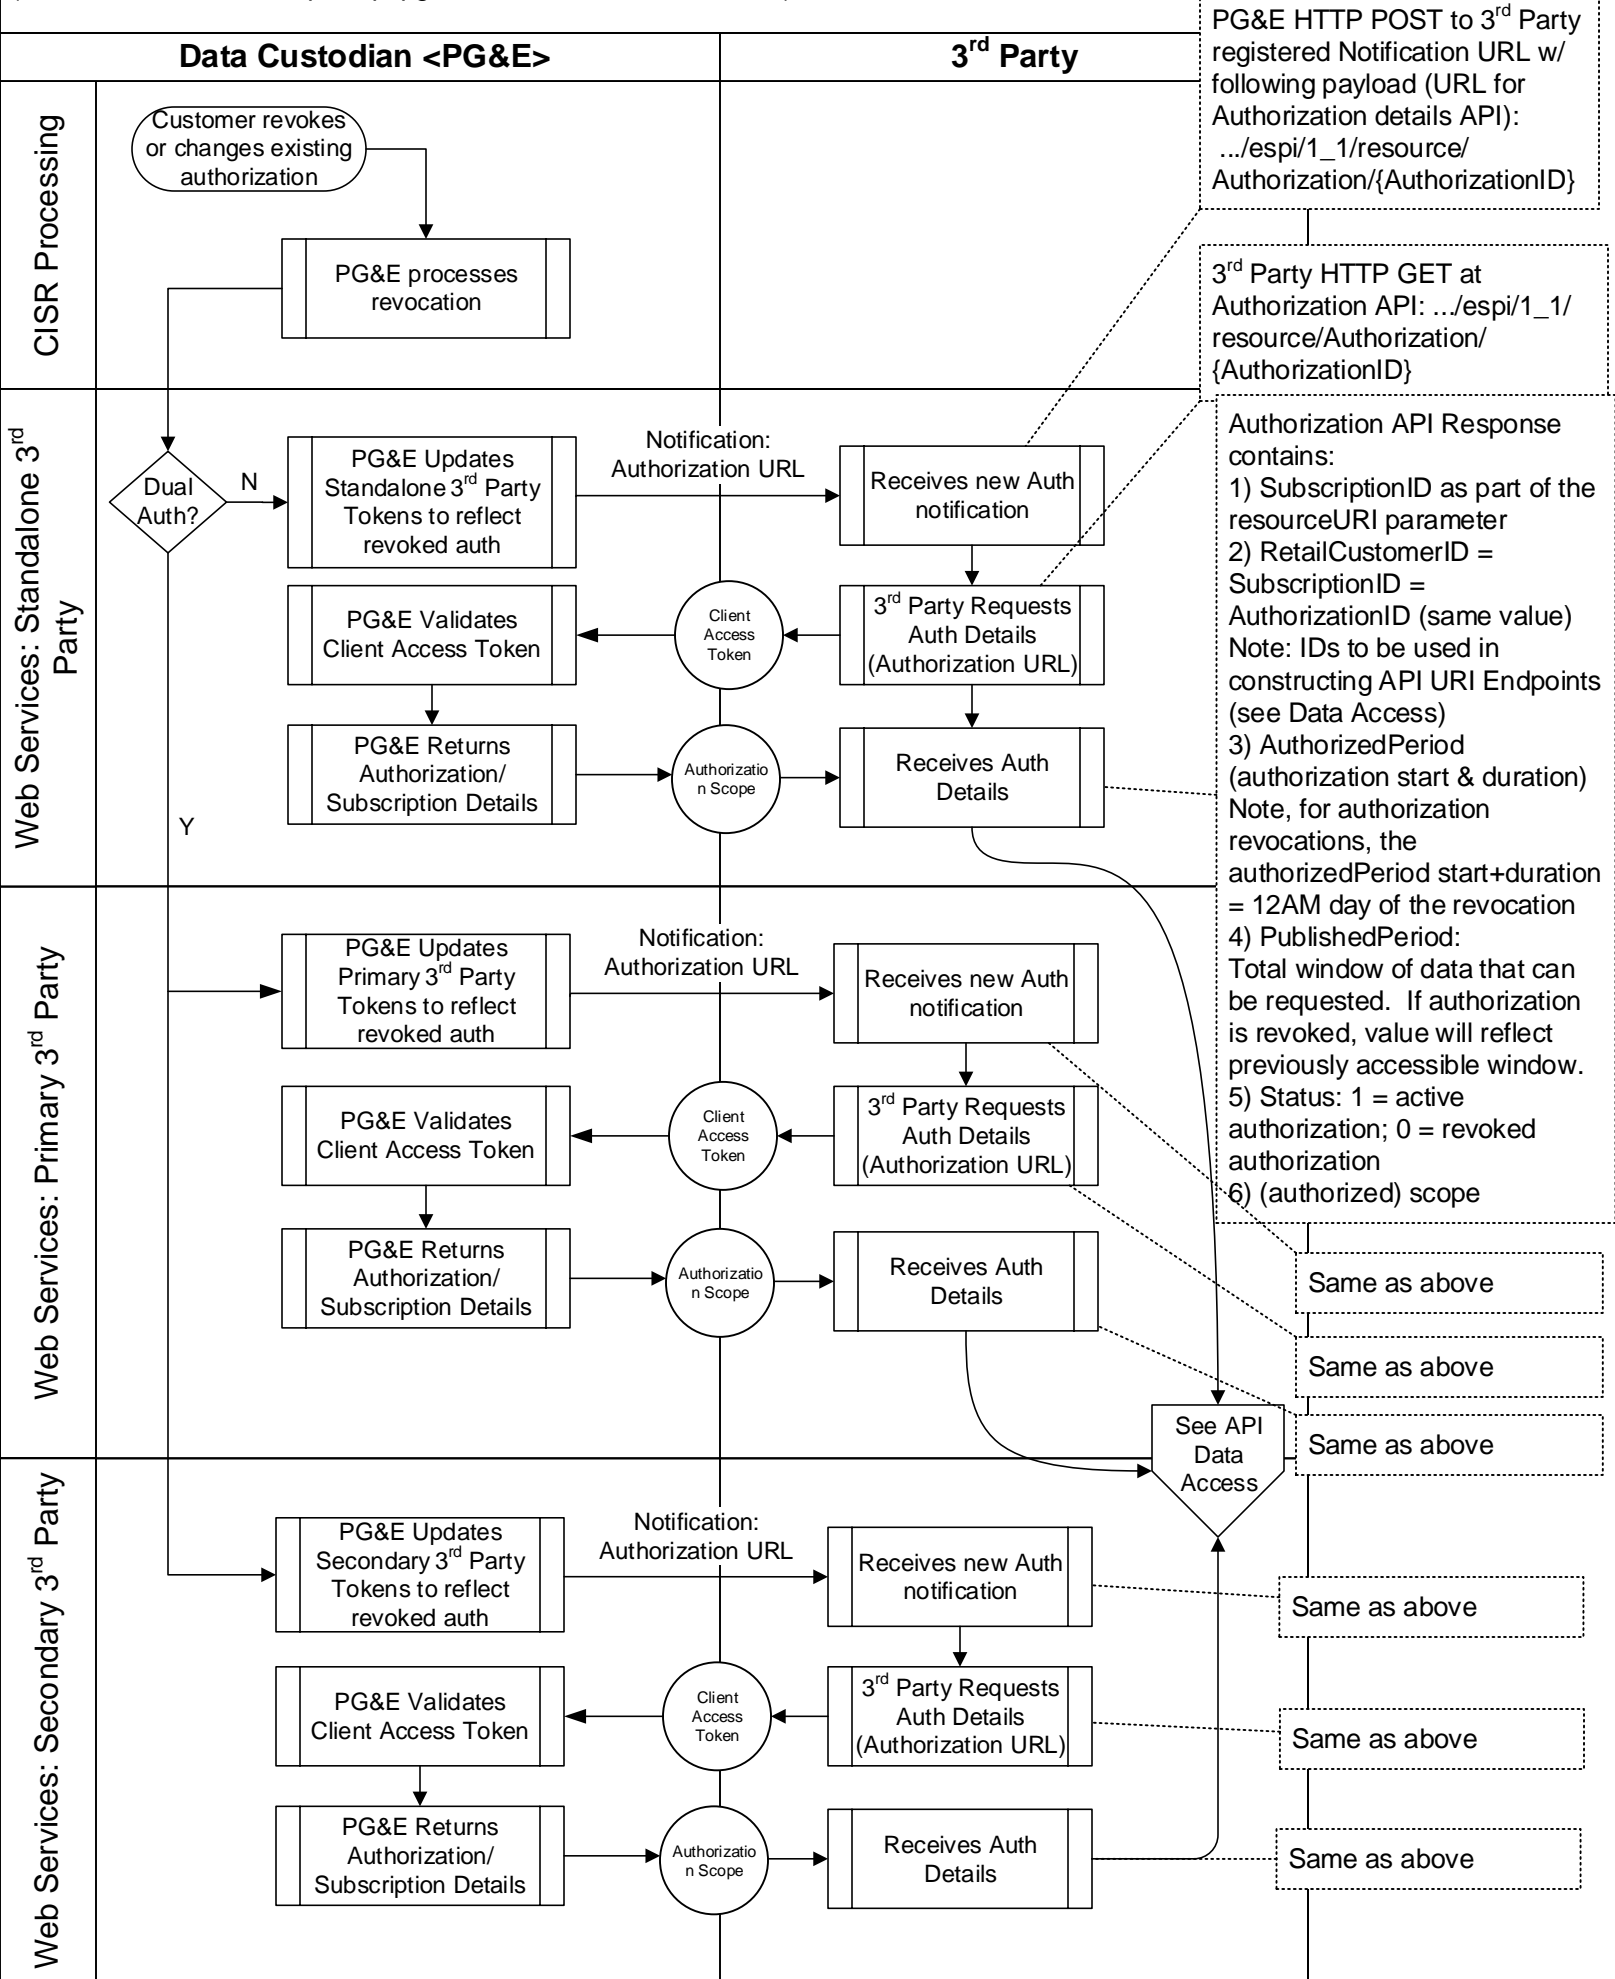 Data Custodian <PG&E>
3rd Party
CISR Processing
Customer revokes
or changes existing
authorization
PG&E processes
revocation
PG&E HTTP POST to 3rd Party
registered Notification URL w/
following payload (URL for
Authorization details API):
.../espi/1_1/resource/
Authorization/{AuthorizationID}
3rd Party HTTP GET at
Authorization API: .../espi/1_1/
resource/Authorization/
{AuthorizationID}
Web Services: Standalone 3rd
Party
Dual
Auth?
N
Y
PG&E Updates
Standalone 3rd Party
Tokens to reflect
revoked auth
Notification:
Authorization URL
Receives new Auth
notification
PG&E Validates
Client Access Token
Client
Access
Token
3rd Party Requests
Auth Details
(Authorization URL)
PG&E Returns
Authorization/
Subscription Details
Authorizatio
n Scope
Receives Auth
Details
Authorization API Response
contains:
1) SubscriptionID as part of the
resourceURI parameter
2) RetailCustomerID =
SubscriptionID =
AuthorizationID (same value)
Note: IDs to be used in
constructing API URI Endpoints
(see Data Access)
3) AuthorizedPeriod
(authorization start & duration)
Note, for authorization
revocations, the
authorizedPeriod start+duration
= 12AM day of the revocation
4) PublishedPeriod:
Total window of data that can
be requested.  If authorization
is revoked, value will reflect
previously accessible window.
5) Status: 1 = active
authorization; 0 = revoked
authorization
6) (authorized) scope
Web Services: Primary 3rd Party
PG&E Updates
Primary 3rd Party
Tokens to reflect
revoked auth
Notification:
Authorization URL
Receives new Auth
notification
PG&E Validates
Client Access Token
Client
Access
Token
3rd Party Requests
Auth Details
(Authorization URL)
PG&E Returns
Authorization/
Subscription Details
Authorizatio
n Scope
Receives Auth
Details
Same as above
Same as above
Same as above
See API
Data
Access
Web Services: Secondary 3rd Party
PG&E Updates
Secondary 3rd Party
Tokens to reflect
revoked auth
Notification:
Authorization URL
Receives new Auth
notification
Same as above
PG&E Validates
Client Access Token
Client
Access
Token
3rd Party Requests
Auth Details
(Authorization URL)
Same as above
PG&E Returns
Authorization/
Subscription Details
Authorizatio
n Scope
Receives Auth
Details
Same as above